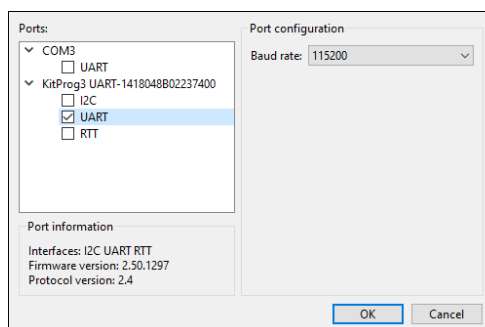 Ports:
COM3
UART
KitProg3 UART-1418048B02237400
I2C
UART
RTT
Port information
Interfaces: I2C UART RTT
Firmware version: 2.50.1297
Protocol version: 2.4
Port configuration
Baud rate: 115200
OK Cancel